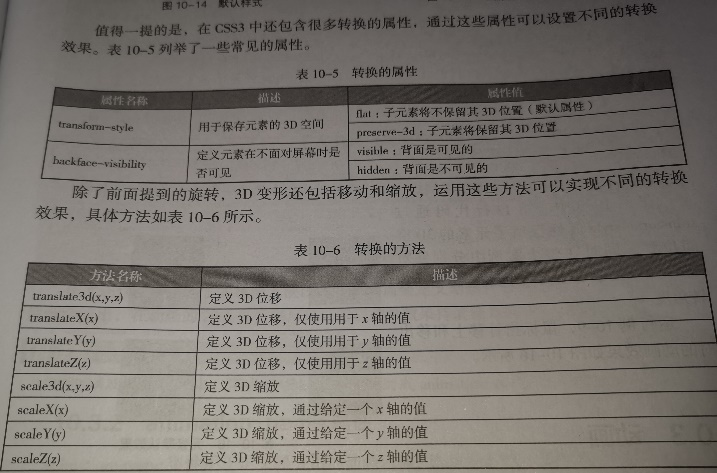 图 10-14 默认样式
值得一提的是，在 CSS3 中还包含很多转换的属性，通过这些属性可以设置不同的转换
效果。表 10-5 列举了一些常见的属性。
表 10-5 转换的属性
属性名称 描述 属性值
transform-style 用于保存元素的 3D 空间 flat：子元素将不保留其 3D 位置（默认属性）
preserve-3d：子元素将保留其 3D 位置
backface-visibility 定义元素在不面对屏幕时是 visible：背面是可见的
否可见 hidden：背面是不可见的
除了前面提到的旋转，3D 变形还包括移动和缩放，运用这些方法可以实现不同的转换
效果，具体方法如表 10-6 所示。
表 10-6 转换的方法
方法名称 描述
translate3d(x,y,z) 定义 3D 位移
translateX(x) 定义 3D 位移，仅使用用于 x 轴的值
translateY(y) 定义 3D 位移，仅使用用于 y 轴的值
translateZ(z) 定义 3D 位移，仅使用用于 z 轴的值
scale3d(x,y,z) 定义 3D 缩放
scaleX(x) 定义 3D 缩放，通过给定一个 x 轴的值
scaleY(y) 定义 3D 缩放，通过给定一个 y 轴的值
scaleZ(z) 定义 3D 缩放，通过给定一个 z 轴的值